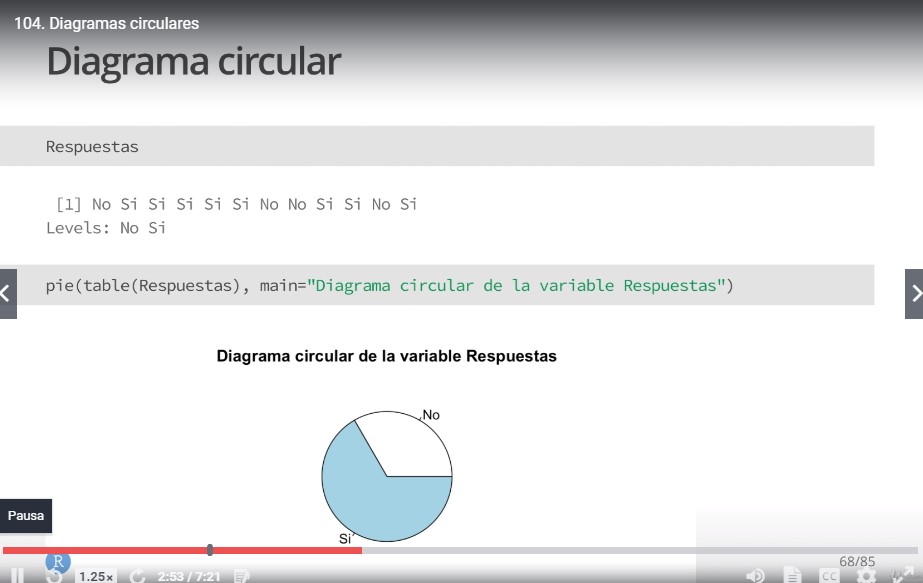 104. Diagramas circulares
Diagrama circular
Respuestas
[1] No Si Si Si Si Si No No Si Si No Si
Levels: No Si
pie(table(Respuestas), main="Diagrama circular de la variable Respuestas")
Diagrama circular de la variable Respuestas
No
Si
Pausa
R
68/85
1.25×
2:53 / 7:21
CC